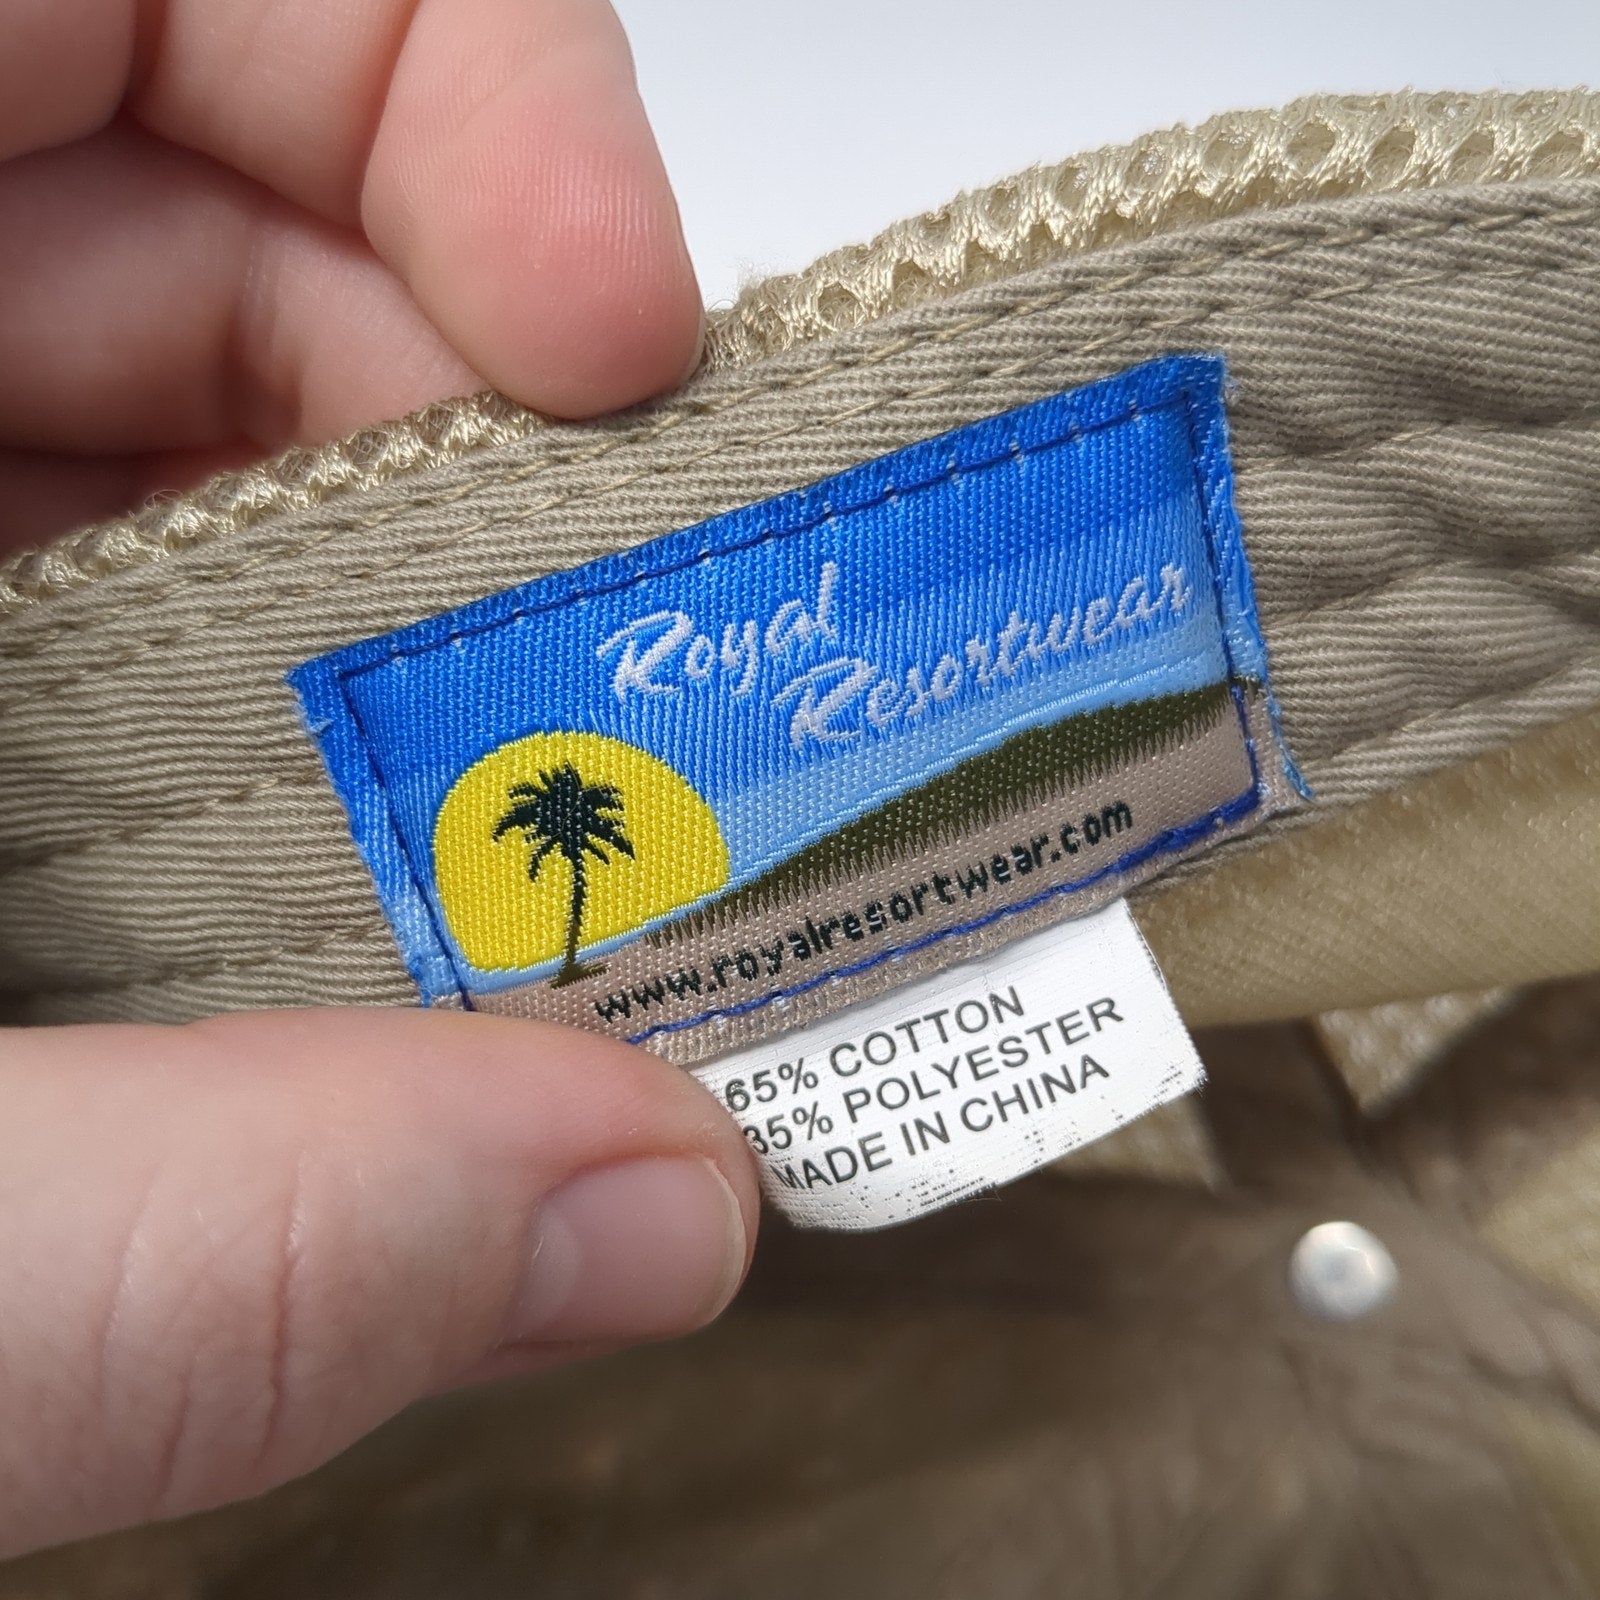 Royal
Resortwear
www.royalresortwear.com
65% COTTON
35% POLYESTER
MADE IN CHINA